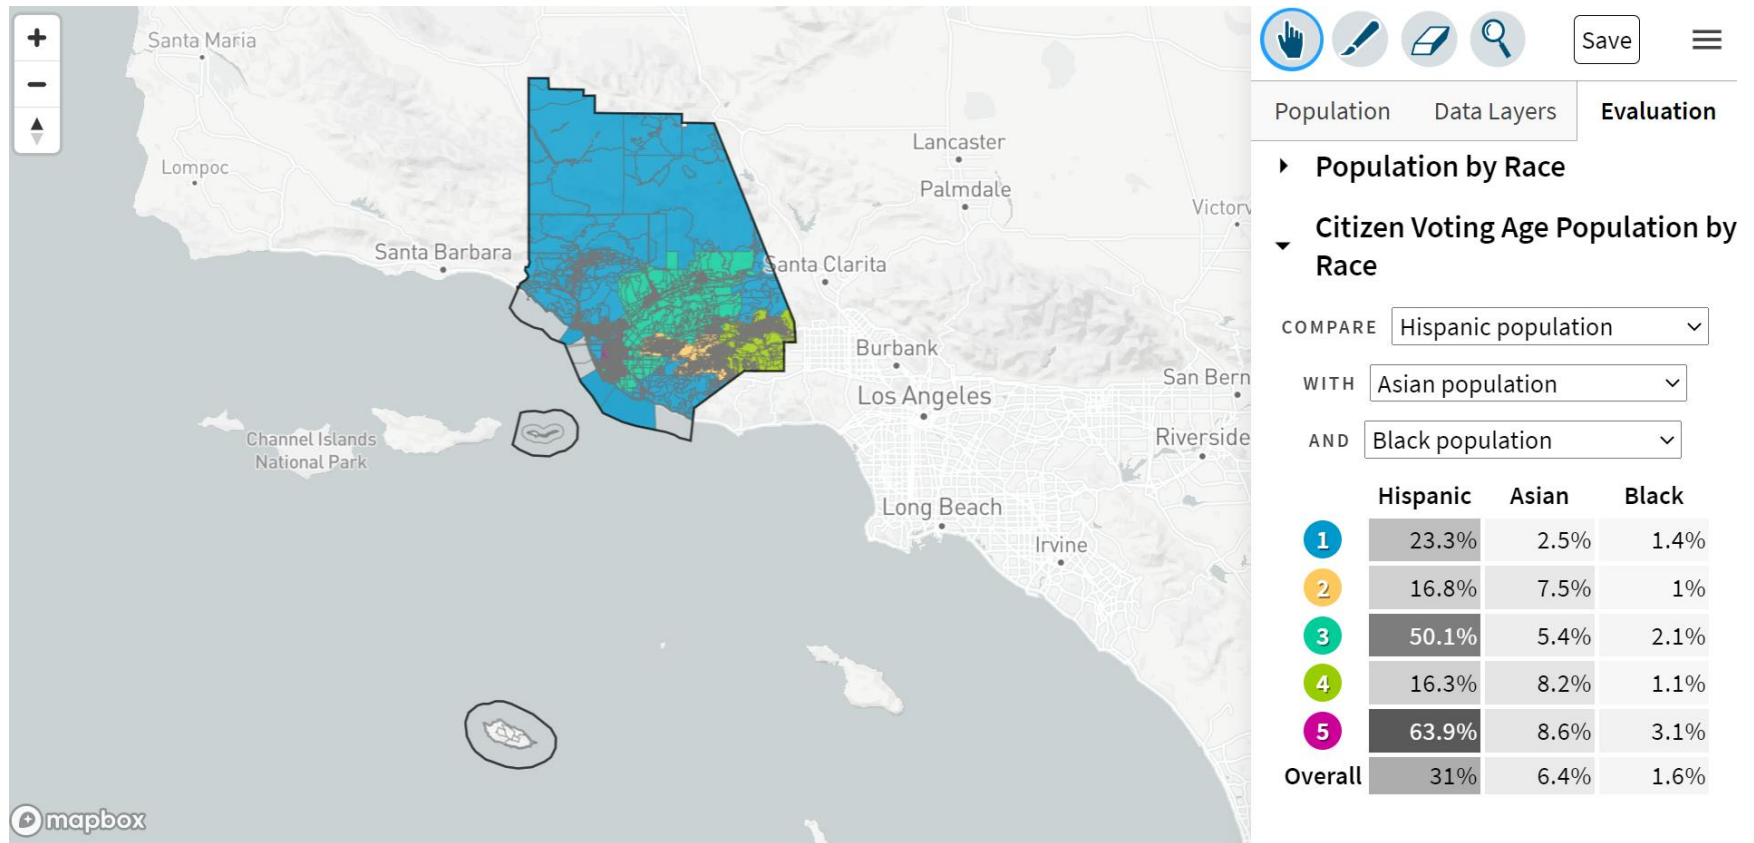 Santa Maria
Lompoc
Santa Barbara
Lancaster
Palmdale
Santa Clarita
Burbank
Los Angeles
San Bern
Riverside
Channel Islands
National Park
Long Beach
Irvine
mapbox
Save
Population Data Layers Evaluation
Population by Race
Citizen Voting Age Population by
Race
COMPARE Hispanic population
WITH Asian population
AND Black population
Hispanic Asian Black
1 23.3% 2.5% 1.4%
2 16.8% 7.5% 1%
3 50.1% 5.4% 2.1%
4 16.3% 8.2% 1.1%
5 63.9% 8.6% 3.1%
Overall 31% 6.4% 1.6%